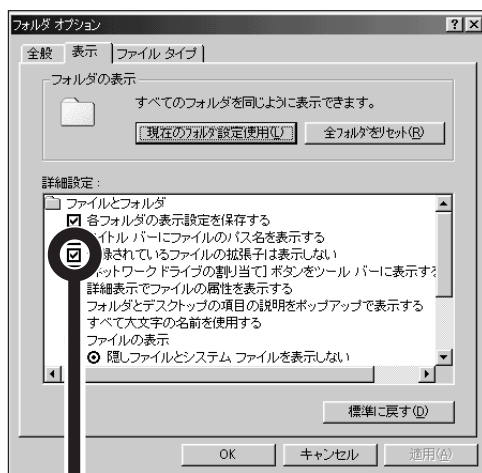 フォルダ オプション
全般 表示 ファイル タイプ
フォルダの表示
すべてのフォルダを同じように表示できます。
現在のフォルダ設定使用(L) 全フォルダをリセット(R)
詳細設定:
ファイルとフォルダ
各フォルダの表示設定を保存する
イトル バーにファイルのパス名を表示する
録されているファイルの拡張子は表示しない
ネットワークドライブの割り当て] ボタンをツール バーに表示する
詳細表示でファイルの属性を表示する
フォルダとデスクトップの項目の説明をポップアップで表示する
すべて大文字の名前を使用する
ファイルの表示
隠しファイルとシステム ファイルを表示しない
標準に戻す(D)
OK キャンセル 適用(A)